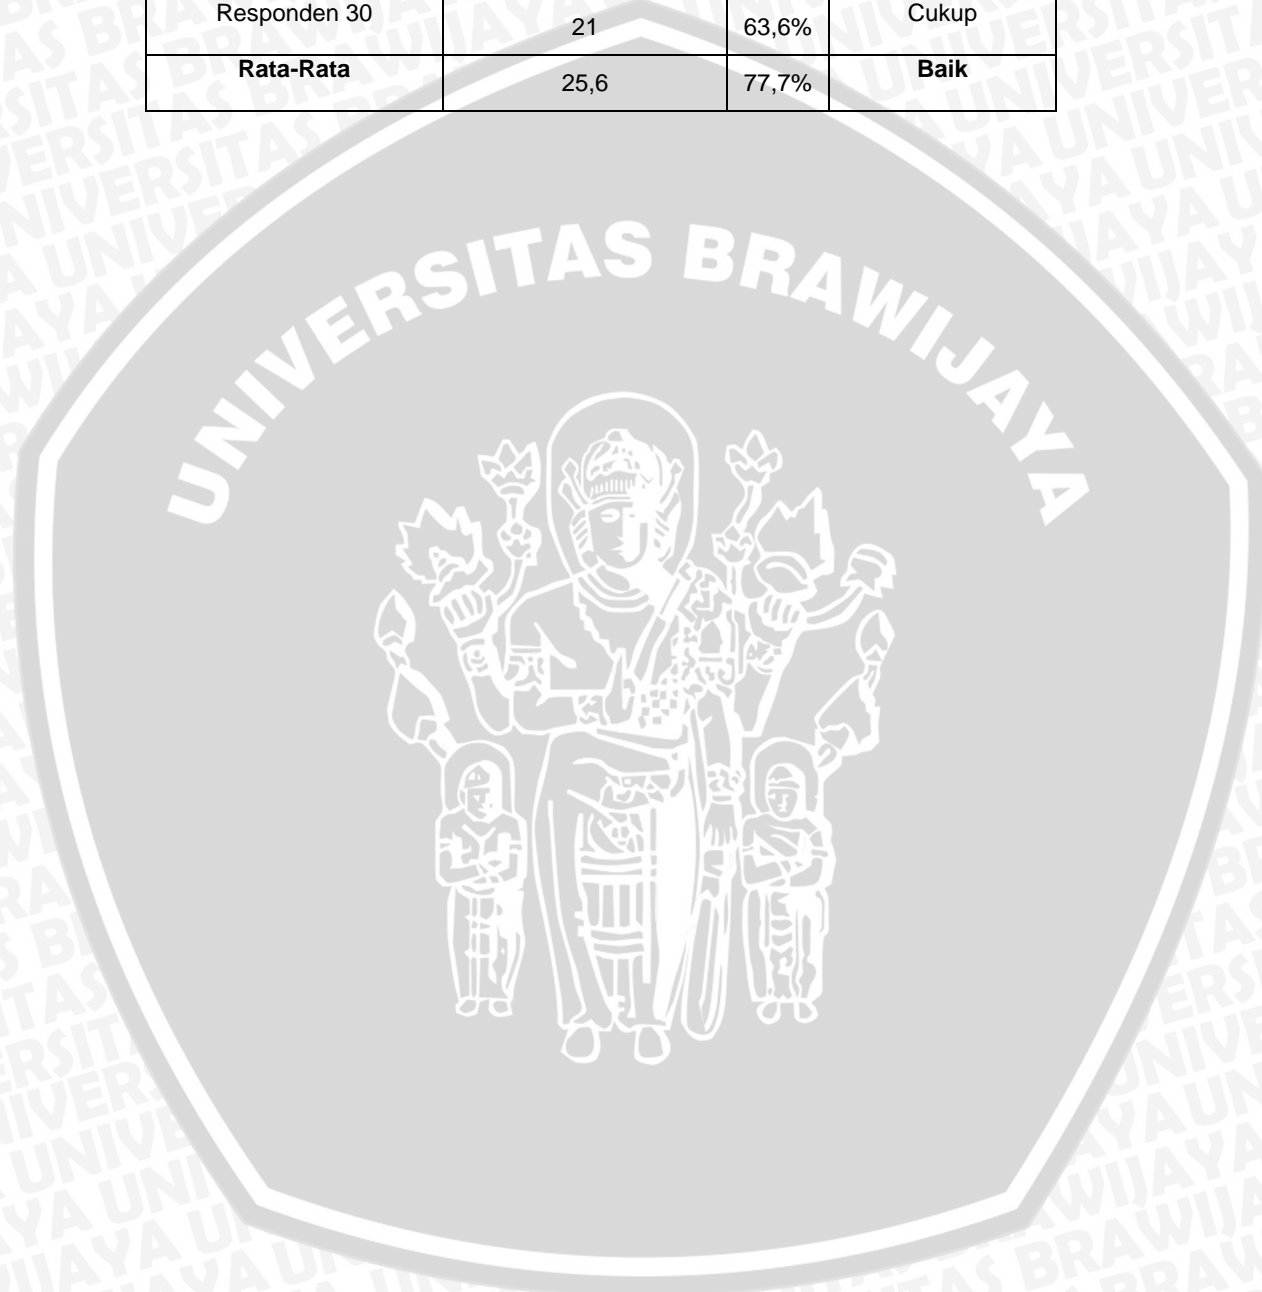 Responden 30 21 63,6% Cukup
Rata-Rata 25,6 77,7% Baik
UNIVERSITAS BRAWIJAYA